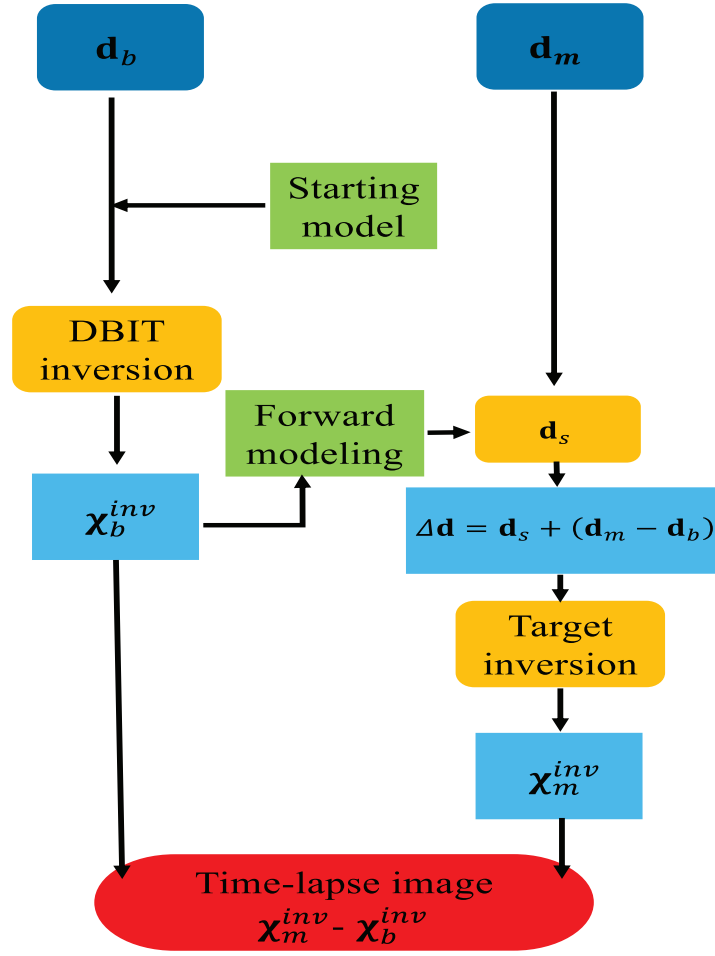 𝐝_b
𝐝_𝒎
Starting
model
DBIT
inversion
Forward
modeling
𝐝_s
𝛘_b^{inv}
𝛥𝐝 = 𝐝_s + (𝐝_m − 𝐝_b)
Target
inversion
𝛘_m^{inv}
Time-lapse image
𝛘_m^{inv} - 𝛘_b^{inv}